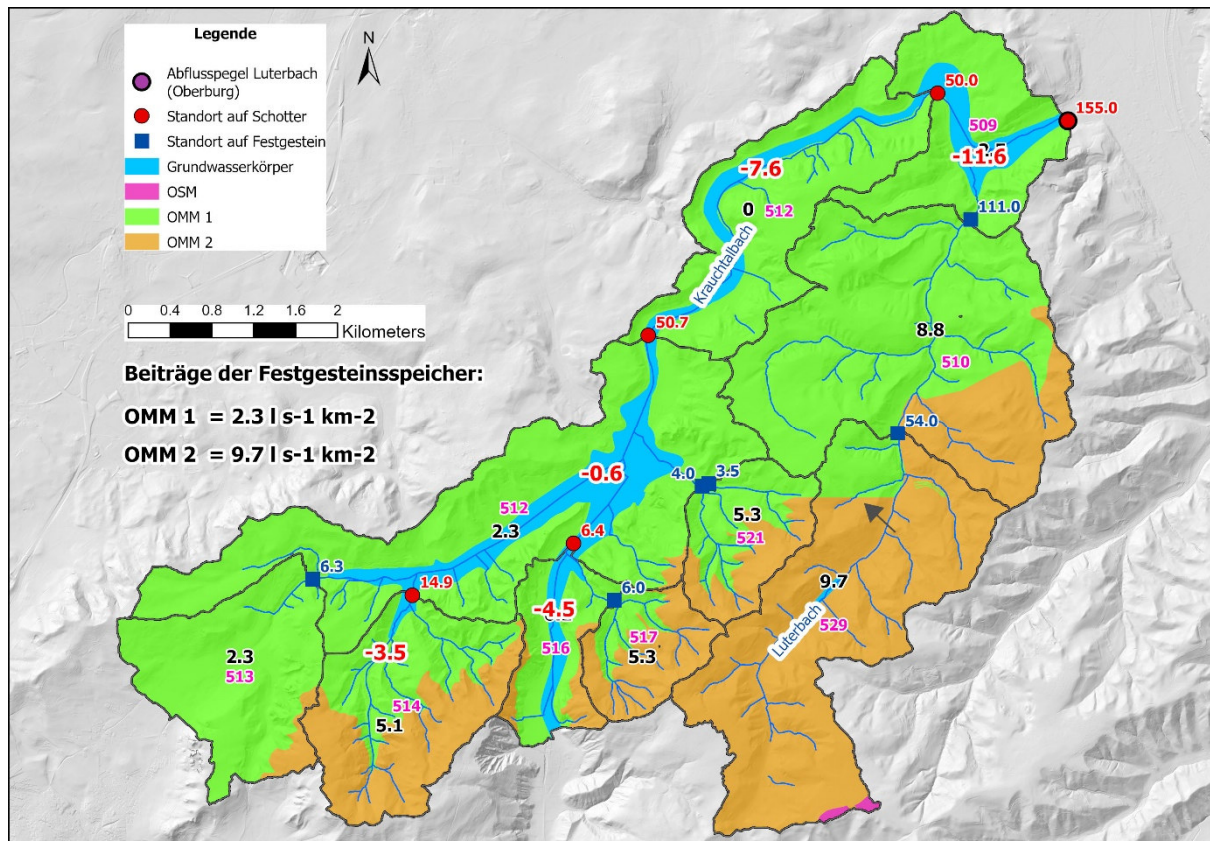 Legende
N
Abflusspegel Luterbach
(Oberburg)
Standort auf Schotter
Standort auf Festgestein
Grundwasserkörper
OSM
OMM 1
OMM 2
0 0.4 0.8 1.2 1.6 2
Kilometers
Beiträge der Festgesteinsspeicher:
OMM 1 = 2.3 l s-1 km-2
OMM 2 = 9.7 l s-1 km-2
50.0
155.0
509
-11.6
-7.6
0
512
111.0
Krauchtalbach
50.7
8.8
510
54.0
-0.6
4.0
3.5
512
2.3
5.3
521
6.4
6.3
14.9
6.0
9.7
-4.5
529
Luterbach
517
516
5.3
2.3
513
-3.5
514
5.1